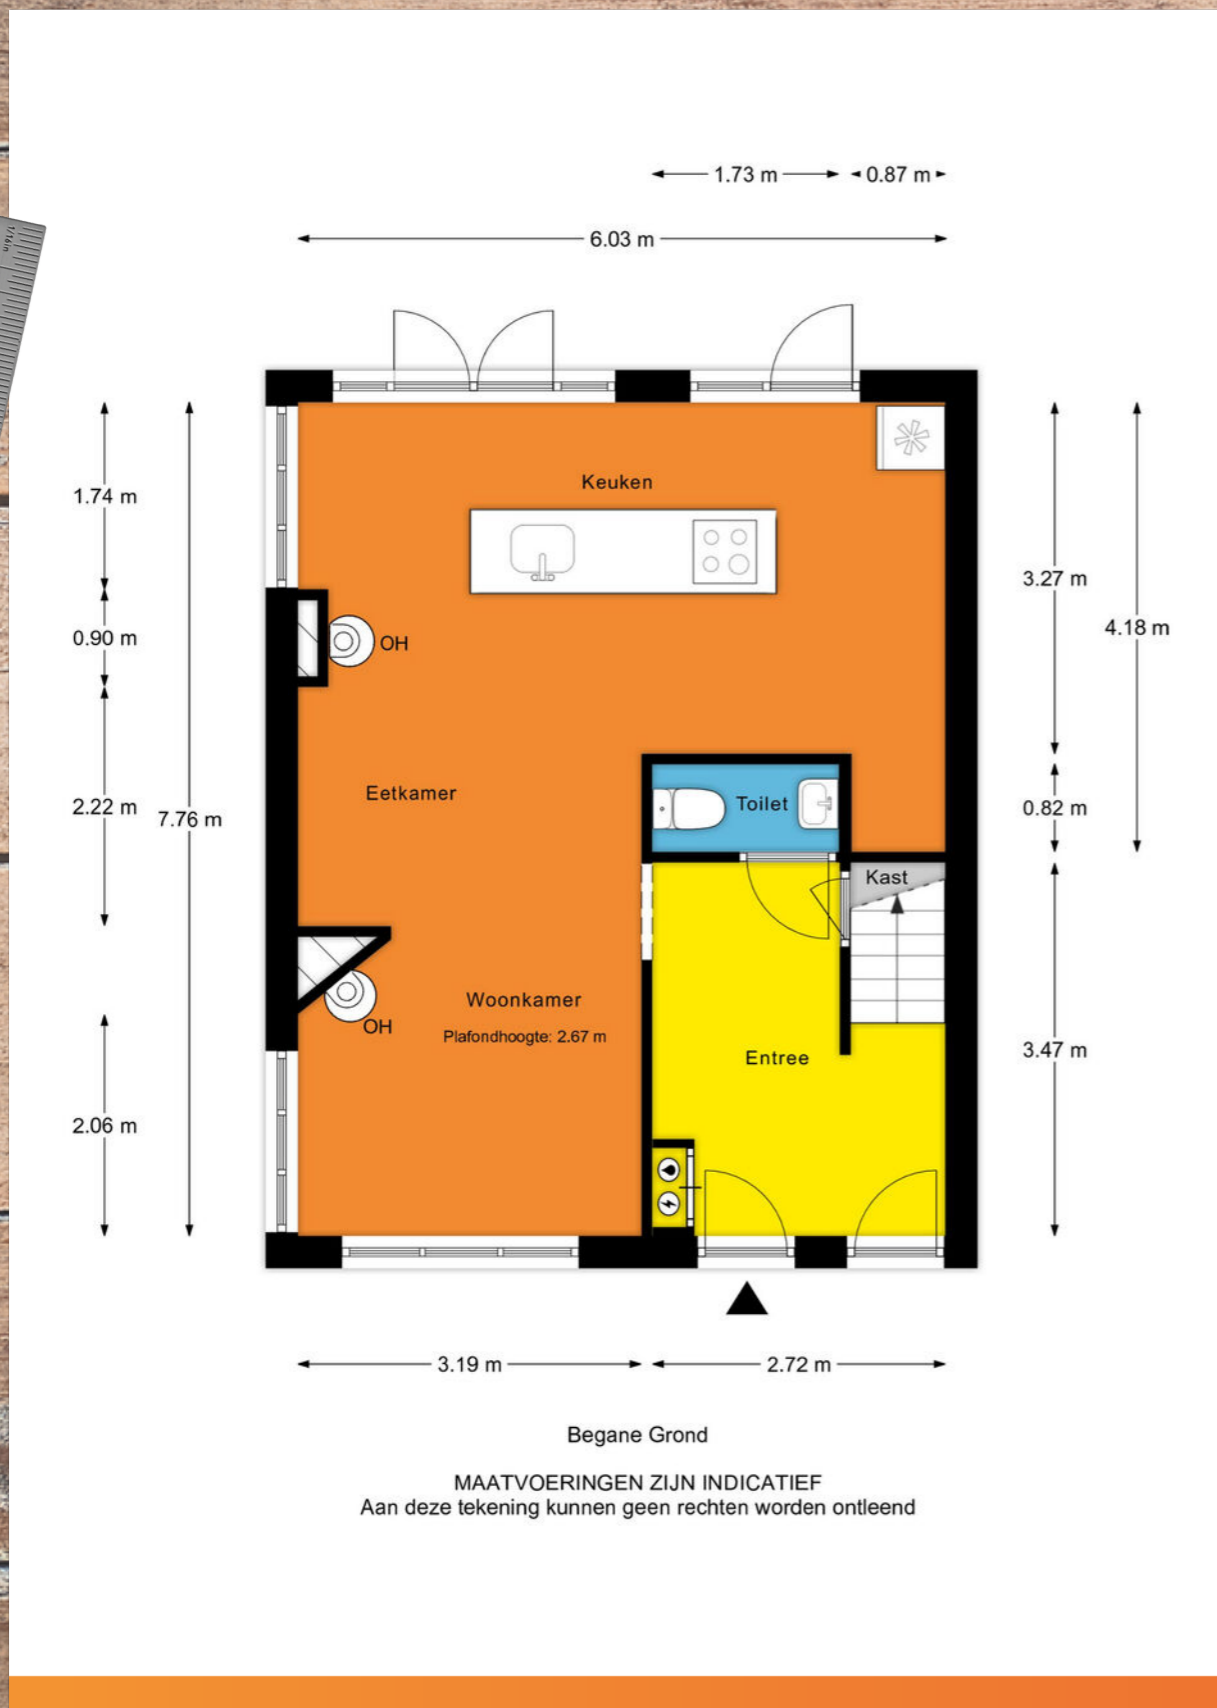 1.73 m
0.87 m
6.03 m
1/16in
Keuken
1.74 m
3.27 m
0.90 m
OH
4.18 m
Eetkamer
Toilet
2.22 m
7.76 m
0.82 m
Kast
Woonkamer
Plafondhoogte: 2.67 m
OH
Entree
3.47 m
2.06 m
3.19 m
2.72 m
Begane Grond
MAATVOERINGEN ZIJN INDICATIEF
Aan deze tekening kunnen geen rechten worden ontleend